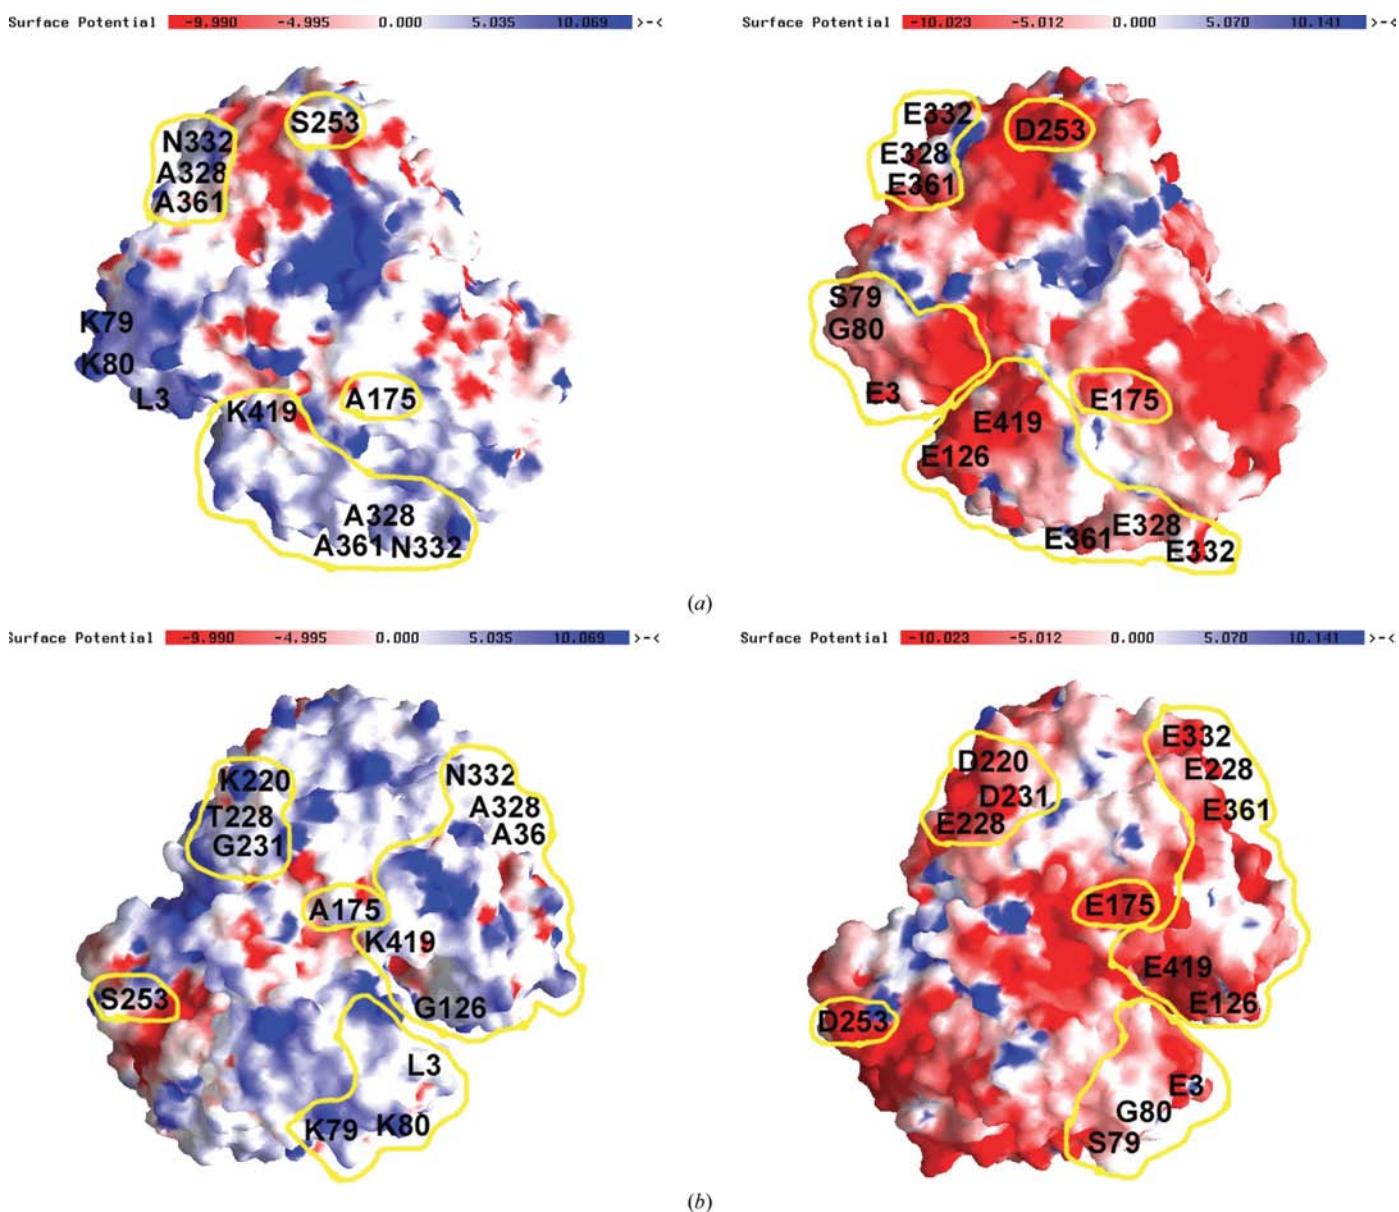 Surface Potential -9.990 -4.995 0.000 5.035 10.069 >-<
Surface Potential -10.023 -5.012 0.000 5.070 10.141 >-<
S253
N332
A328
A361
K79
K80
L3
K419
A175
A328
A361 N332
E332
D253
E328
E361
S79
G80
E3
E175
E419
E126
E328
E361
E332
(a)
Surface Potential -9.990 -4.995 0.000 5.035 10.069 >-<
Surface Potential -10.023 -5.012 0.000 5.070 10.141 >-<
K220
N332
T228
A328
G231
A36
A175
K419
S253
G126
L3
K79
K80
E332
D220
E228
D231
E361
E228
E175
E419
E126
D253
E3
G80
S79
(b)